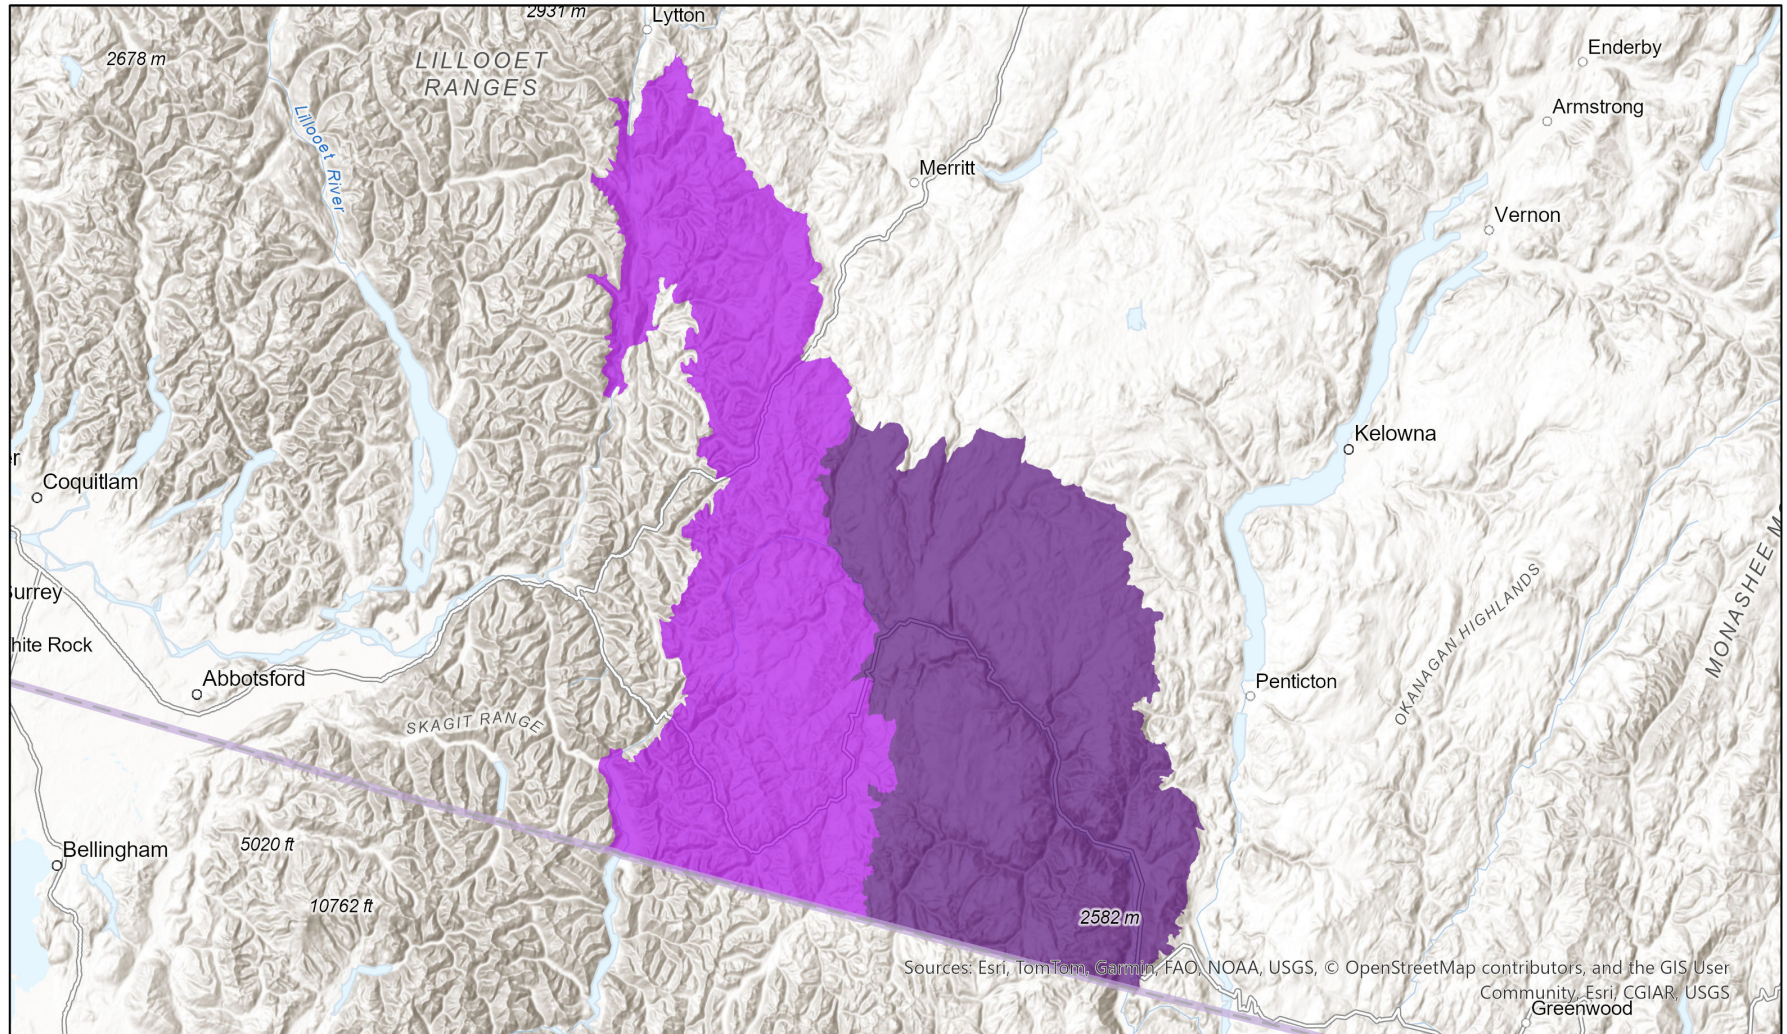 2931 m
Lytton
Enderby
2678 m
LILLOOET
RANGES
Armstrong
Lillooet River
Merritt
Vernon
Kelowna
Coquitlam
OKANAGAN HIGHLANDS
MONASHEE M
urrey
hite Rock
Abbotsford
Penticton
SKAGIT RANGE
5020 ft
Bellingham
10762 ft
2582 m
Sources: Esri, TomTom, Garmin, FAO, NOAA, USGS, © OpenStreetMap contributors, and the GIS User
Community, Esri, CGIAR, USGS
Greenwood